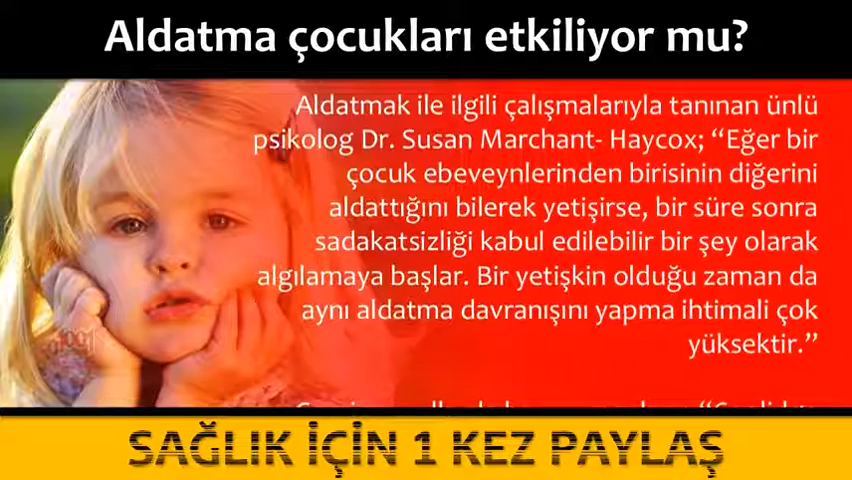 Aldatma çocukları etkiliyor mu?
Aldatmak ile ilgili çalışmalarıyla tanınan ünlü
psikolog Dr. Susan Marchant- Haycox; “Eğer bir
çocuk ebeveynlerinden birisinin diğerini
aldattığını bilerek yetişirse, bir süre sonra
sadakatsizliği kabul edilebilir bir şey olarak
algılamaya başlar. Bir yetişkin olduğu zaman da
aynı aldatma davranışını yapma ihtimali çok
yüksektir.”
SAĞLIK İÇİN 1 KEZ PAYLAŞ